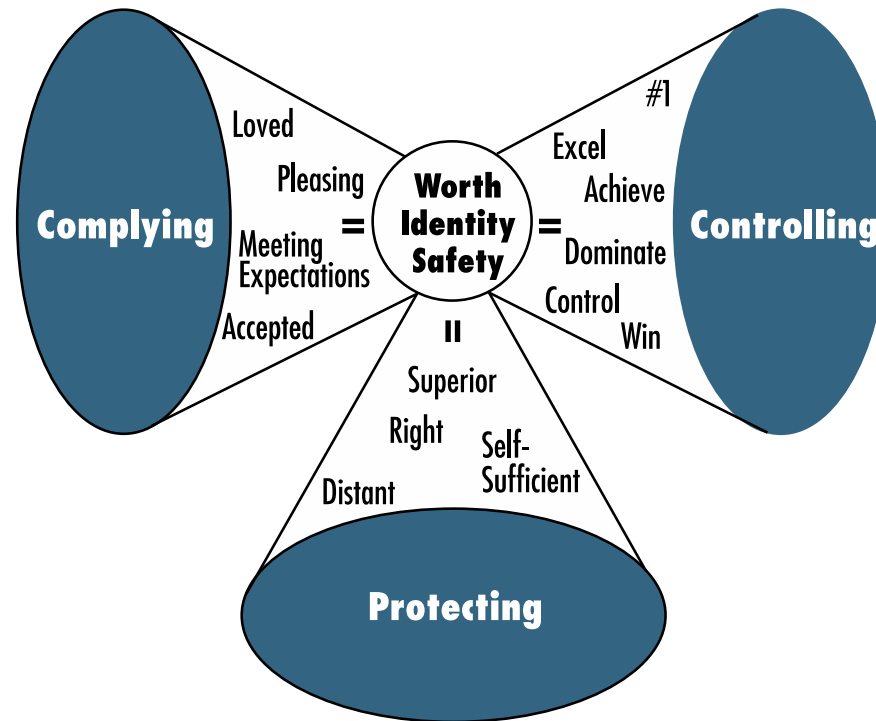 Complying
Loved
Pleasing
Meeting
Expectations
Accepted
=
Worth
Identity
Safety
=
#1
Excel
Achieve
Dominate
Control
Win
Controlling
=
Superior
Right
Self-
Sufficient
Distant
Protecting